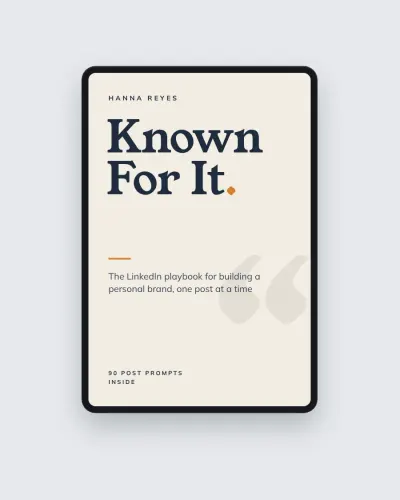 HANNA REYES
Known
For It.
The LinkedIn playbook for building a
personal brand, one post at a time
90 POST PROMPTS
INSIDE